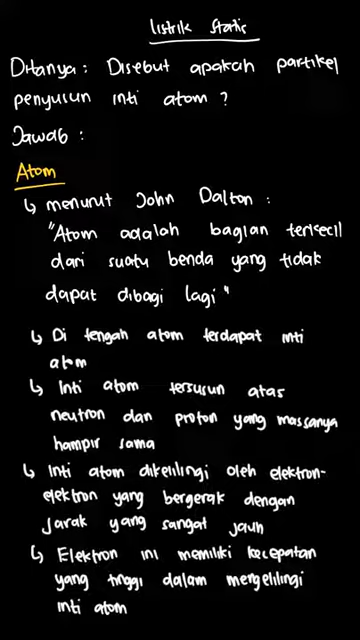 Listrik Static
Ditanya : Disebut apakah partikel
penyusun inti atom ?
Jawab :
Atom
↳ menurut John Dalton :
"Atom adalah bagian terkecil
dari suatu benda yang tidak
dapat dibagi lagi"
↳ Di tengah atom terdapat inti
atom
↳ Inti atom tersusun atas
neutron dan proton yang massanya
hampir sama
↳ Inti atom dikelilingi oleh elektron-
elektron yang bergerak dengan
jarak yang sangat jauh
↳ Elektron ini memiliki kecepatan
yang tinggi dalam mengelilingi
inti atom